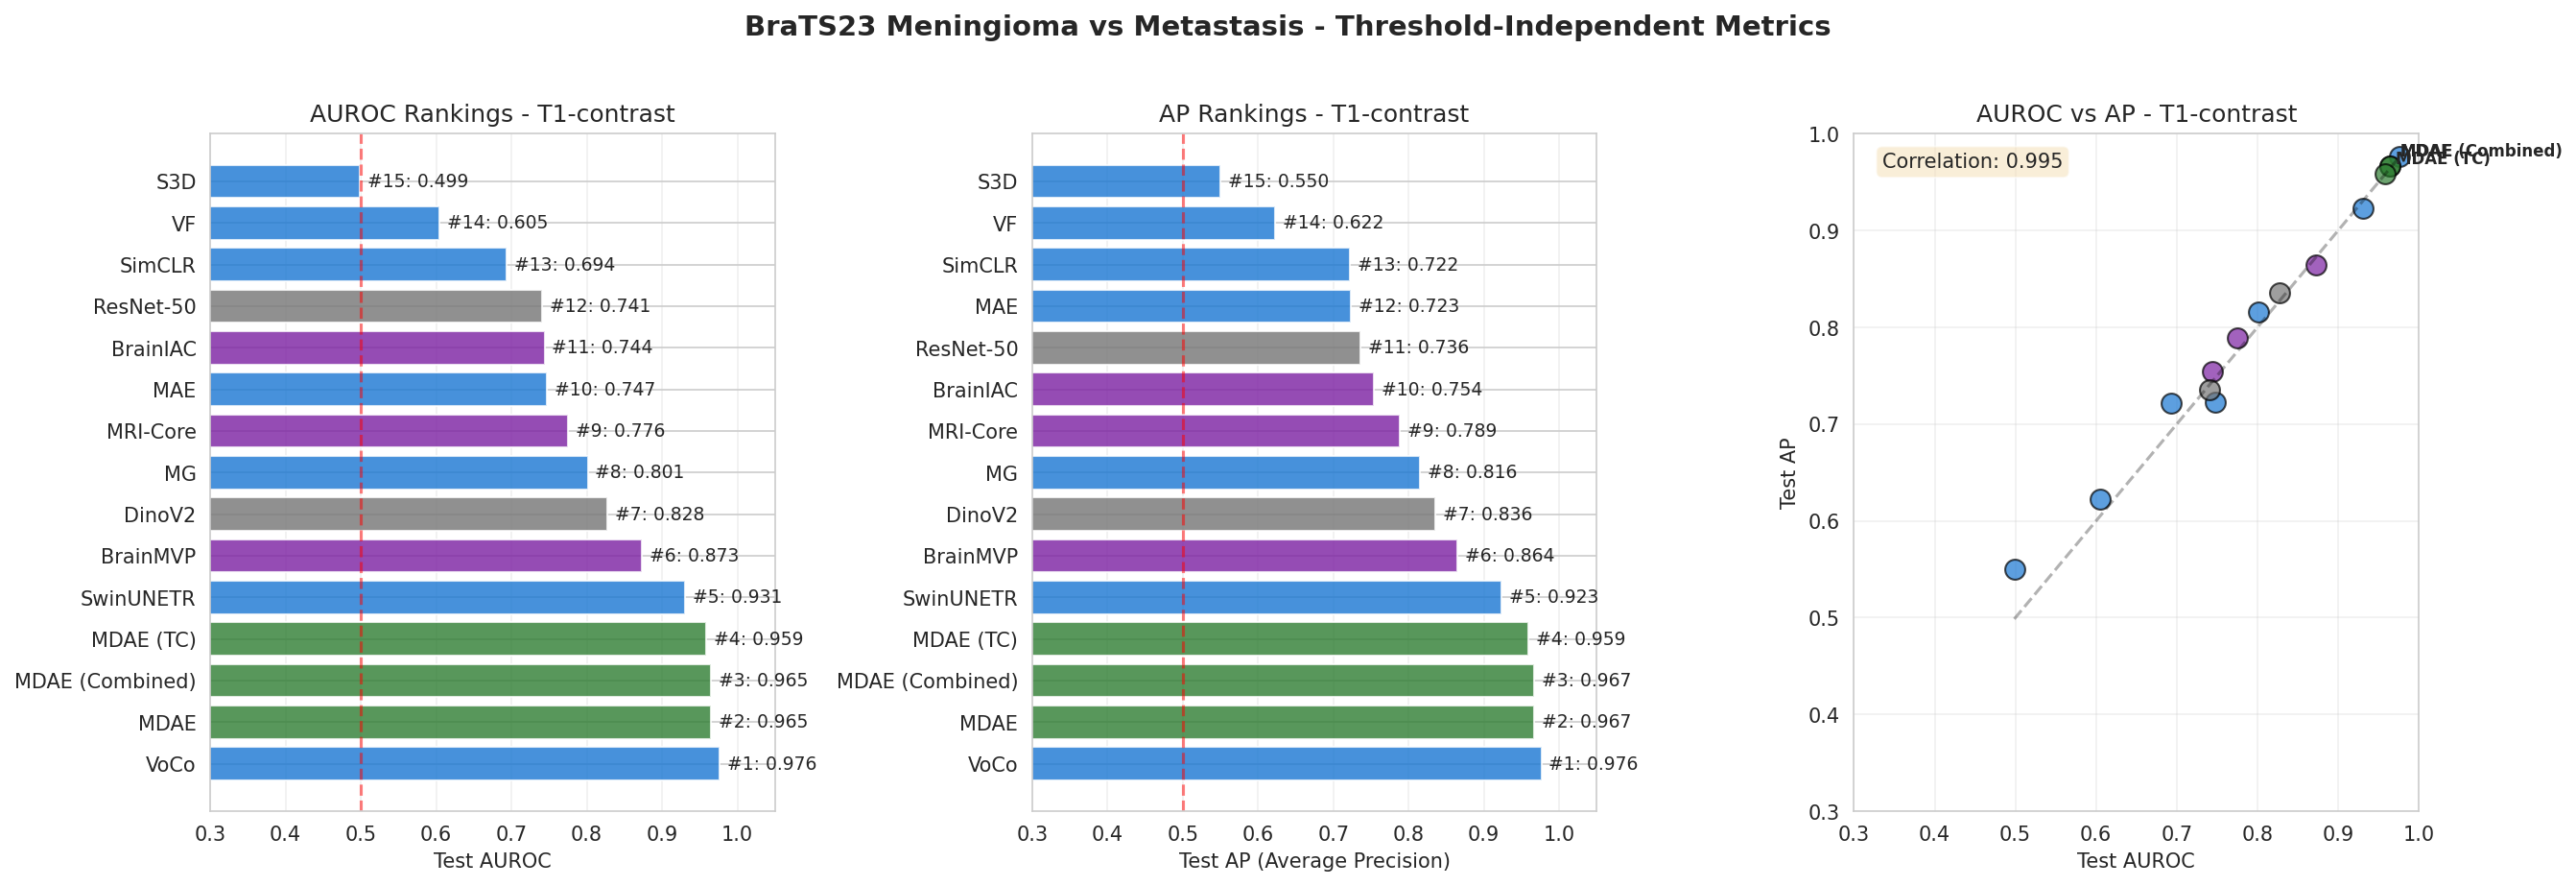 BraTS23 Meningioma vs Metastasis - Threshold-Independent Metrics
AUROC Rankings - T1-contrast
S3D #15: 0.499
VF #14: 0.605
SimCLR #13: 0.694
ResNet-50 #12: 0.741
BrainIAC #11: 0.744
MAE #10: 0.747
MRI-Core #9: 0.776
MG #8: 0.801
DinoV2 #7: 0.828
BrainMVP #6: 0.873
SwinUNETR #5: 0.931
MDAE (TC) #4: 0.959
MDAE (Combined) #3: 0.965
MDAE #2: 0.965
VoCo #1: 0.976
0.3 0.4 0.5 0.6 0.7 0.8 0.9 1.0
Test AUROC
AP Rankings - T1-contrast
S3D #15: 0.550
VF #14: 0.622
SimCLR #13: 0.722
MAE #12: 0.723
ResNet-50 #11: 0.736
BrainIAC #10: 0.754
MRI-Core #9: 0.789
MG #8: 0.816
DinoV2 #7: 0.836
BrainMVP #6: 0.864
SwinUNETR #5: 0.923
MDAE (TC) #4: 0.959
MDAE (Combined) #3: 0.967
MDAE #2: 0.967
VoCo #1: 0.976
0.3 0.4 0.5 0.6 0.7 0.8 0.9 1.0
Test AP (Average Precision)
AUROC vs AP - T1-contrast
Correlation: 0.995
MDAE (Combined)
MDAE (TC)
Test AP
1.0
0.9
0.8
0.7
0.6
0.5
0.4
0.3
0.3 0.4 0.5 0.6 0.7 0.8 0.9 1.0
Test AUROC